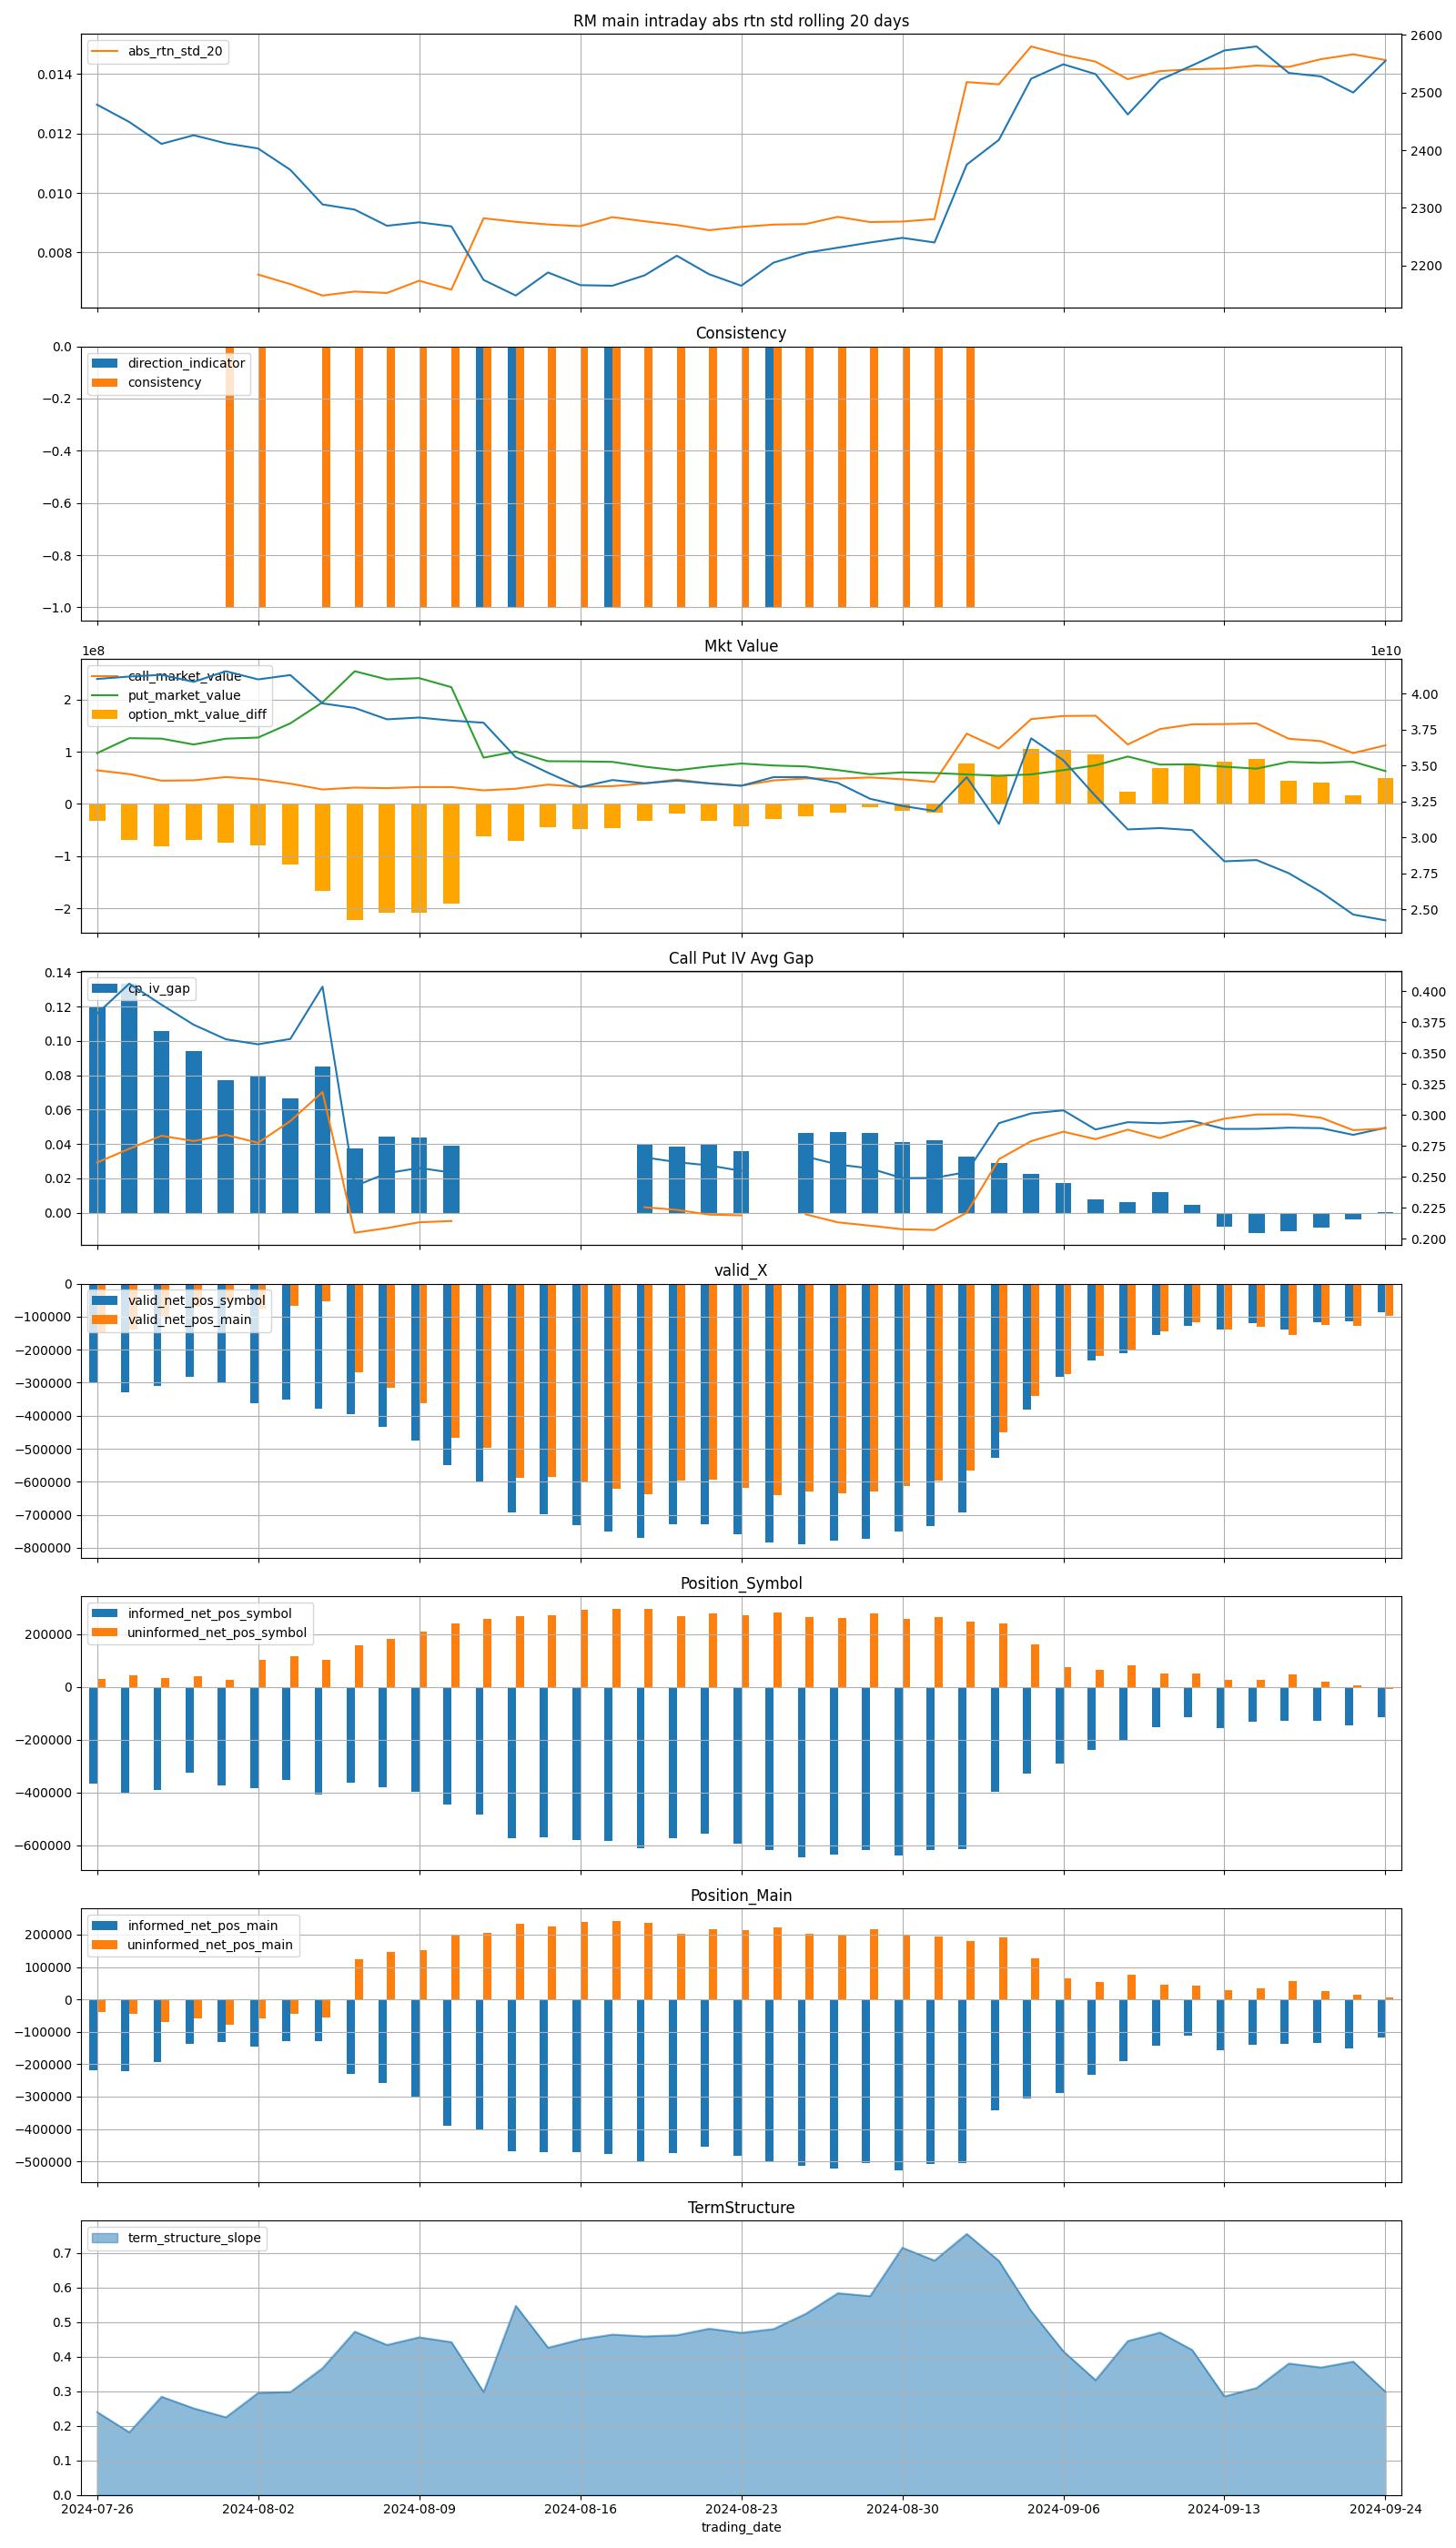 RM main intraday abs rtn std rolling 20 days
abs_rtn_std_20
0.014
0.012
0.010
0.008
2600
2500
2400
2300
2200
Consistency
direction_indicator
consistency
0.0
−0.2
−0.4
−0.6
−0.8
−1.0
Mkt Value
1e8
1e10
call_market_value
put_market_value
option_mkt_value_diff
2
1
0
−1
−2
4.00
3.75
3.50
3.25
3.00
2.75
2.50
Call Put IV Avg Gap
cp_iv_gap
0.14
0.12
0.10
0.08
0.06
0.04
0.02
0.00
0.400
0.375
0.350
0.325
0.300
0.275
0.250
0.225
0.200
valid_X
valid_net_pos_symbol
valid_net_pos_main
0
−100000
−200000
−300000
−400000
−500000
−600000
−700000
−800000
Position_Symbol
informed_net_pos_symbol
uninformed_net_pos_symbol
200000
0
−200000
−400000
−600000
Position_Main
informed_net_pos_main
uninformed_net_pos_main
200000
100000
0
−100000
−200000
−300000
−400000
−500000
TermStructure
term_structure_slope
0.7
0.6
0.5
0.4
0.3
0.2
0.1
0.0
2024-07-26 2024-08-02 2024-08-09 2024-08-16 2024-08-23 2024-08-30 2024-09-06 2024-09-13 2024-09-24
trading_date